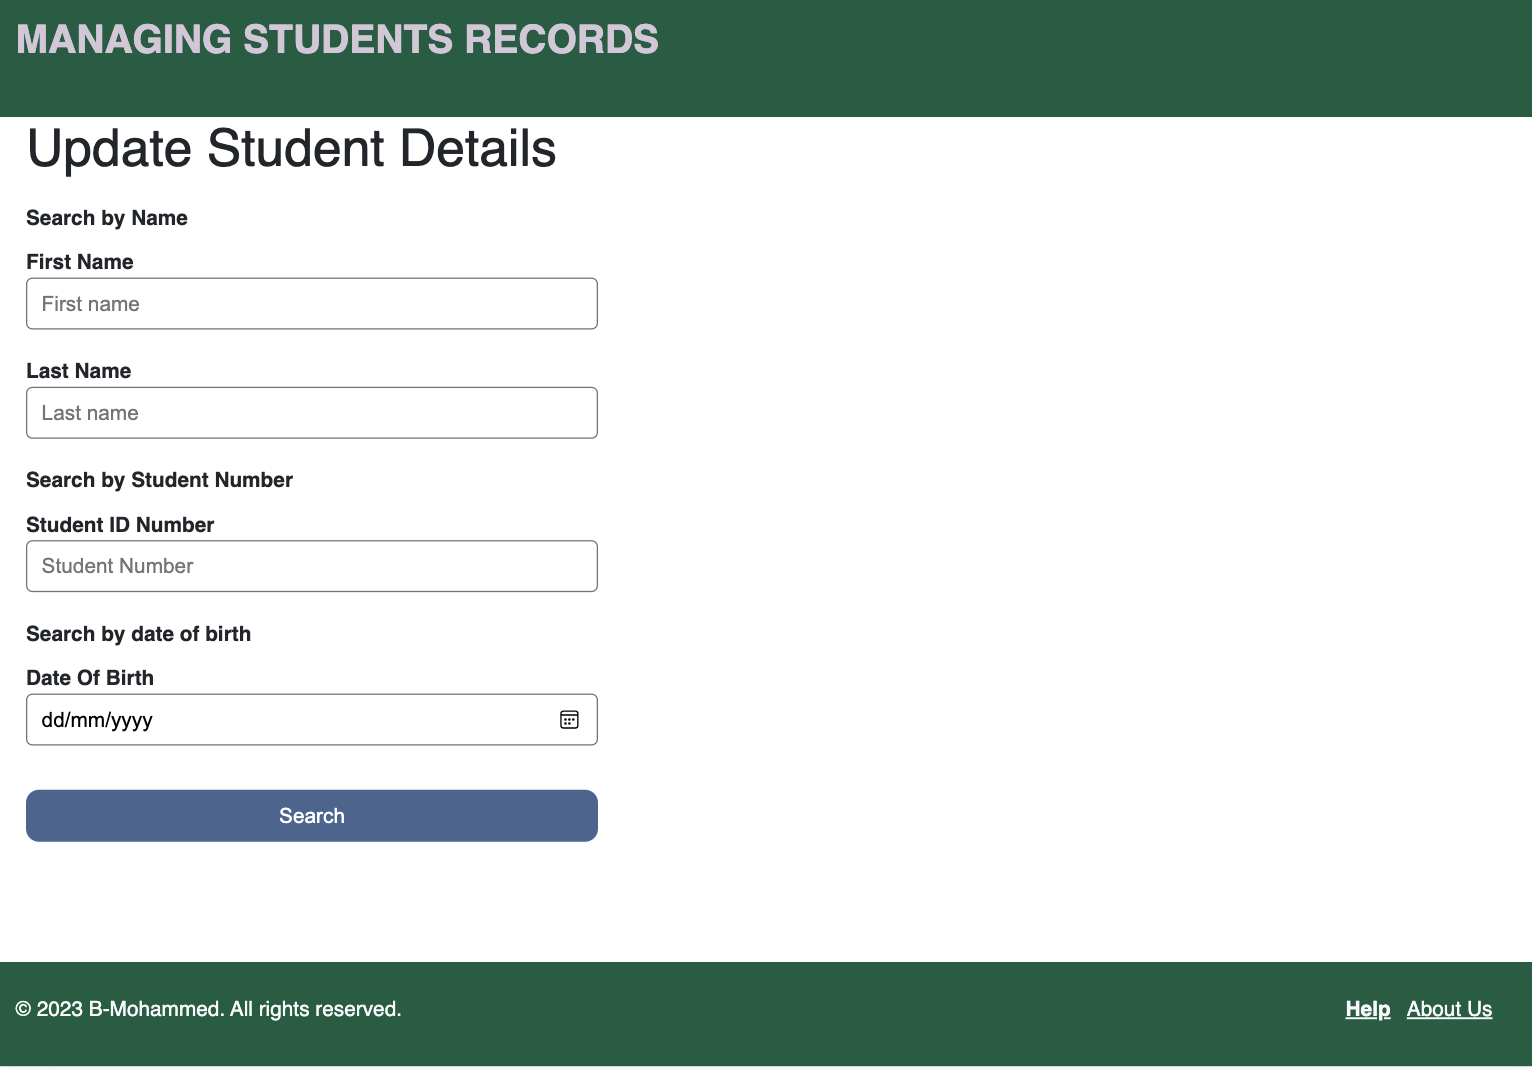 MANAGING STUDENTS RECORDS
Update Student Details
Search by Name
First Name
First name
Last Name
Last name
Search by Student Number
Student ID Number
Student Number
Search by date of birth
Date Of Birth
dd/mm/yyyy
Search
© 2023 B-Mohammed. All rights reserved. Help About Us